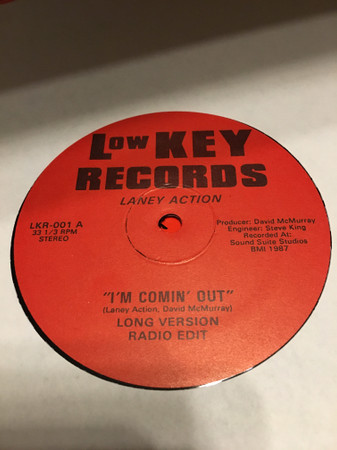 Low KEY
RECORDS
LANEY ACTION
LKR-001 A
33 1/3 RPM
STEREO
Producer: David McMurray
Engineer: Steve King
Recorded At:
Sound Suite Studios
BMI 1987
"I'M COMIN' OUT"
(Laney Action, David McMurray)
LONG VERSION
RADIO EDIT